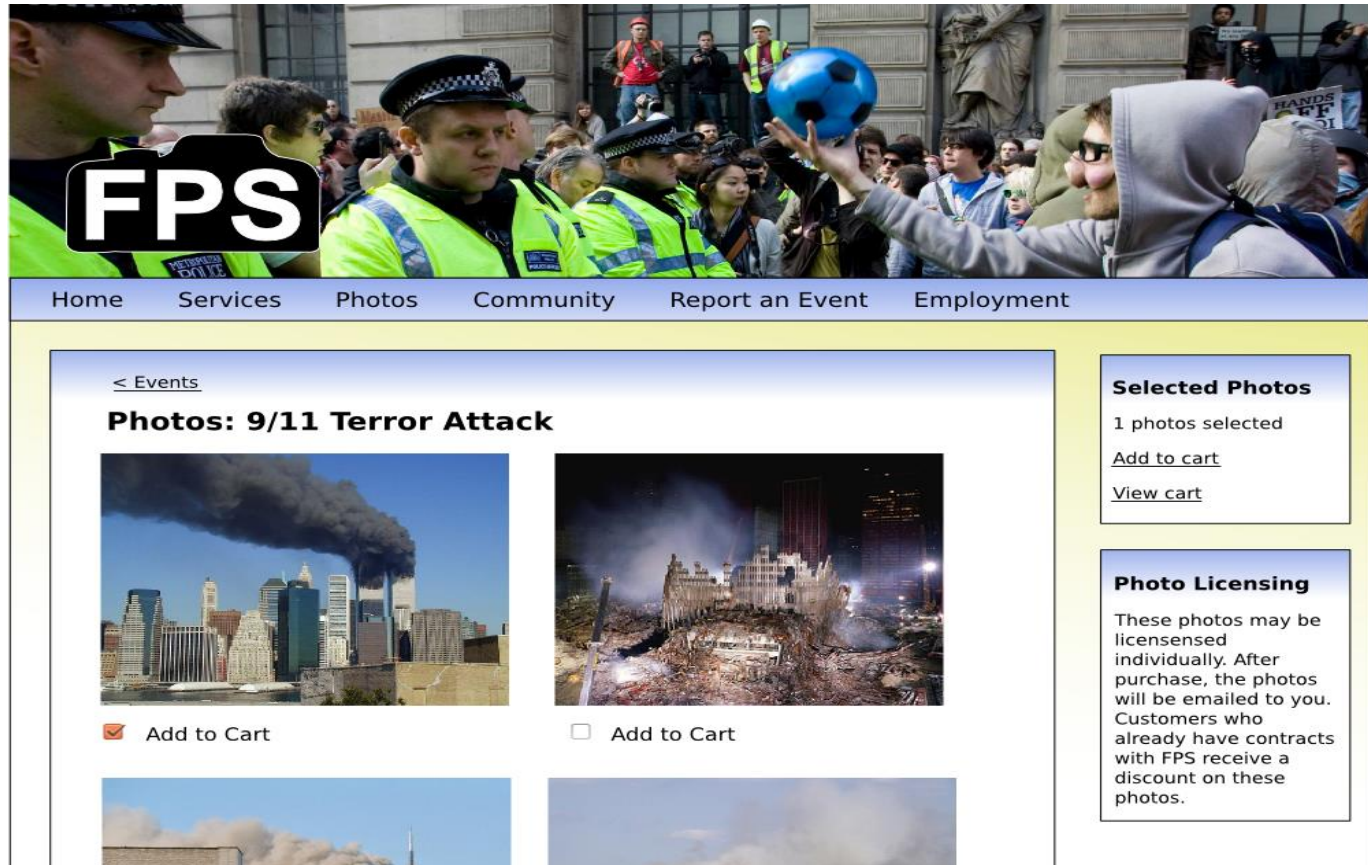 FPS
METROPOLITAN
POLICE
HANDS
Home Services Photos Community Report an Event Employment
< Events
Photos: 9/11 Terror Attack
Add to Cart
Add to Cart
Selected Photos
1 photos selected
Add to cart
View cart
Photo Licensing
These photos may be
licensensed
individually. After
purchase, the photos
will be emailed to you.
Customers who
already have contracts
with FPS receive a
discount on these
photos.